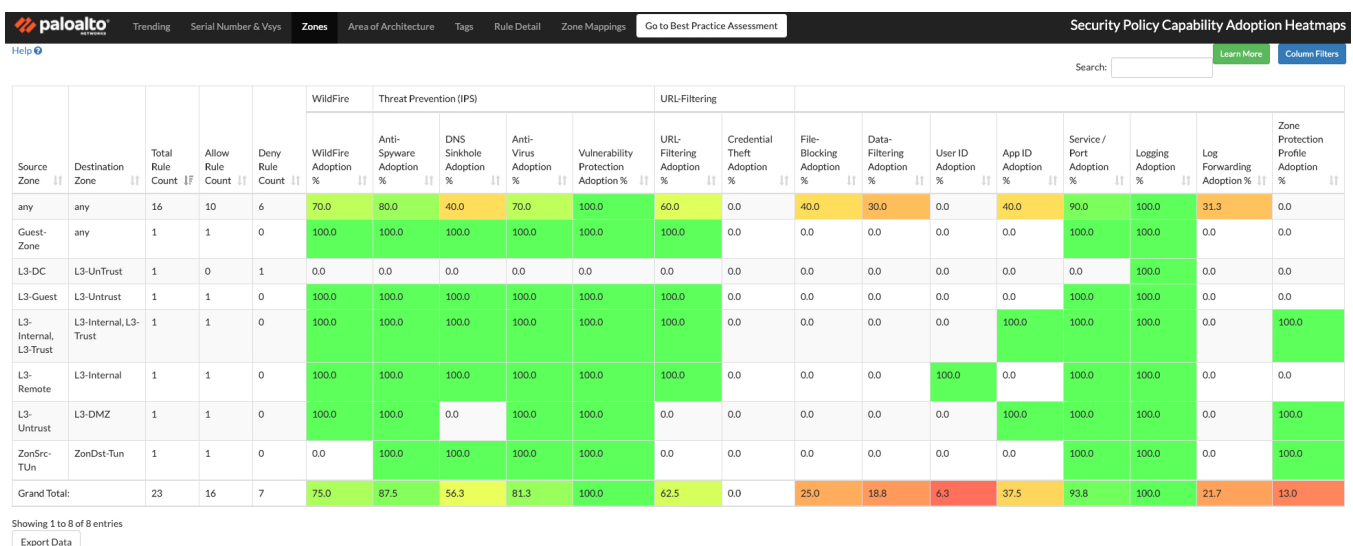 paloalto NETWORKS Trending Serial Number & Vsys Zones Area of Architecture Tags Rule Detail Zone Mappings Go to Best Practice Assessment Security Policy Capability Adoption Heatmaps
Help
Learn More Column Filters
Search:
WildFire Threat Prevention (IPS) URL-Filtering
Source Zone Destination Zone Total Rule Count Allow Rule Count Deny Rule Count WildFire Adoption % Anti-Spyware Adoption % DNS Sinkhole Adoption % Anti-Virus Adoption % Vulnerability Protection Adoption % URL-Filtering Adoption % Credential Theft Adoption % File-Blocking Adoption % Data-Filtering Adoption % User ID Adoption % App ID Adoption % Service / Port Adoption % Logging Adoption % Log Forwarding Adoption % Zone Protection Profile Adoption %
any any 16 10 6 70.0 80.0 40.0 70.0 100.0 60.0 0.0 40.0 30.0 0.0 40.0 90.0 100.0 31.3 0.0
Guest-Zone any 1 1 0 100.0 100.0 100.0 100.0 100.0 100.0 0.0 0.0 0.0 0.0 0.0 100.0 100.0 0.0 0.0
L3-DC L3-UnTrust 1 0 1 0.0 0.0 0.0 0.0 0.0 0.0 0.0 0.0 0.0 0.0 0.0 0.0 100.0 0.0 0.0
L3-Guest L3-Untrust 1 1 0 100.0 100.0 100.0 100.0 100.0 100.0 0.0 0.0 0.0 0.0 0.0 100.0 100.0 0.0 0.0
L3-Internal, L3-Trust L3-Internal, L3-Trust 1 1 0 100.0 100.0 100.0 100.0 100.0 100.0 0.0 0.0 0.0 0.0 100.0 100.0 100.0 0.0 100.0
L3-Remote L3-Internal 1 1 0 100.0 100.0 100.0 100.0 100.0 100.0 0.0 0.0 0.0 100.0 0.0 100.0 100.0 0.0 0.0
L3-Untrust L3-DMZ 1 1 0 100.0 100.0 0.0 100.0 100.0 0.0 0.0 0.0 0.0 0.0 100.0 100.0 100.0 0.0 100.0
ZonSrc-TUn ZonDst-Tun 1 1 0 0.0 100.0 100.0 100.0 100.0 0.0 0.0 0.0 0.0 0.0 0.0 100.0 100.0 0.0 100.0
Grand Total: 23 16 7 75.0 87.5 56.3 81.3 100.0 62.5 0.0 25.0 18.8 6.3 37.5 93.8 100.0 21.7 13.0
Showing 1 to 8 of 8 entries
Export Data